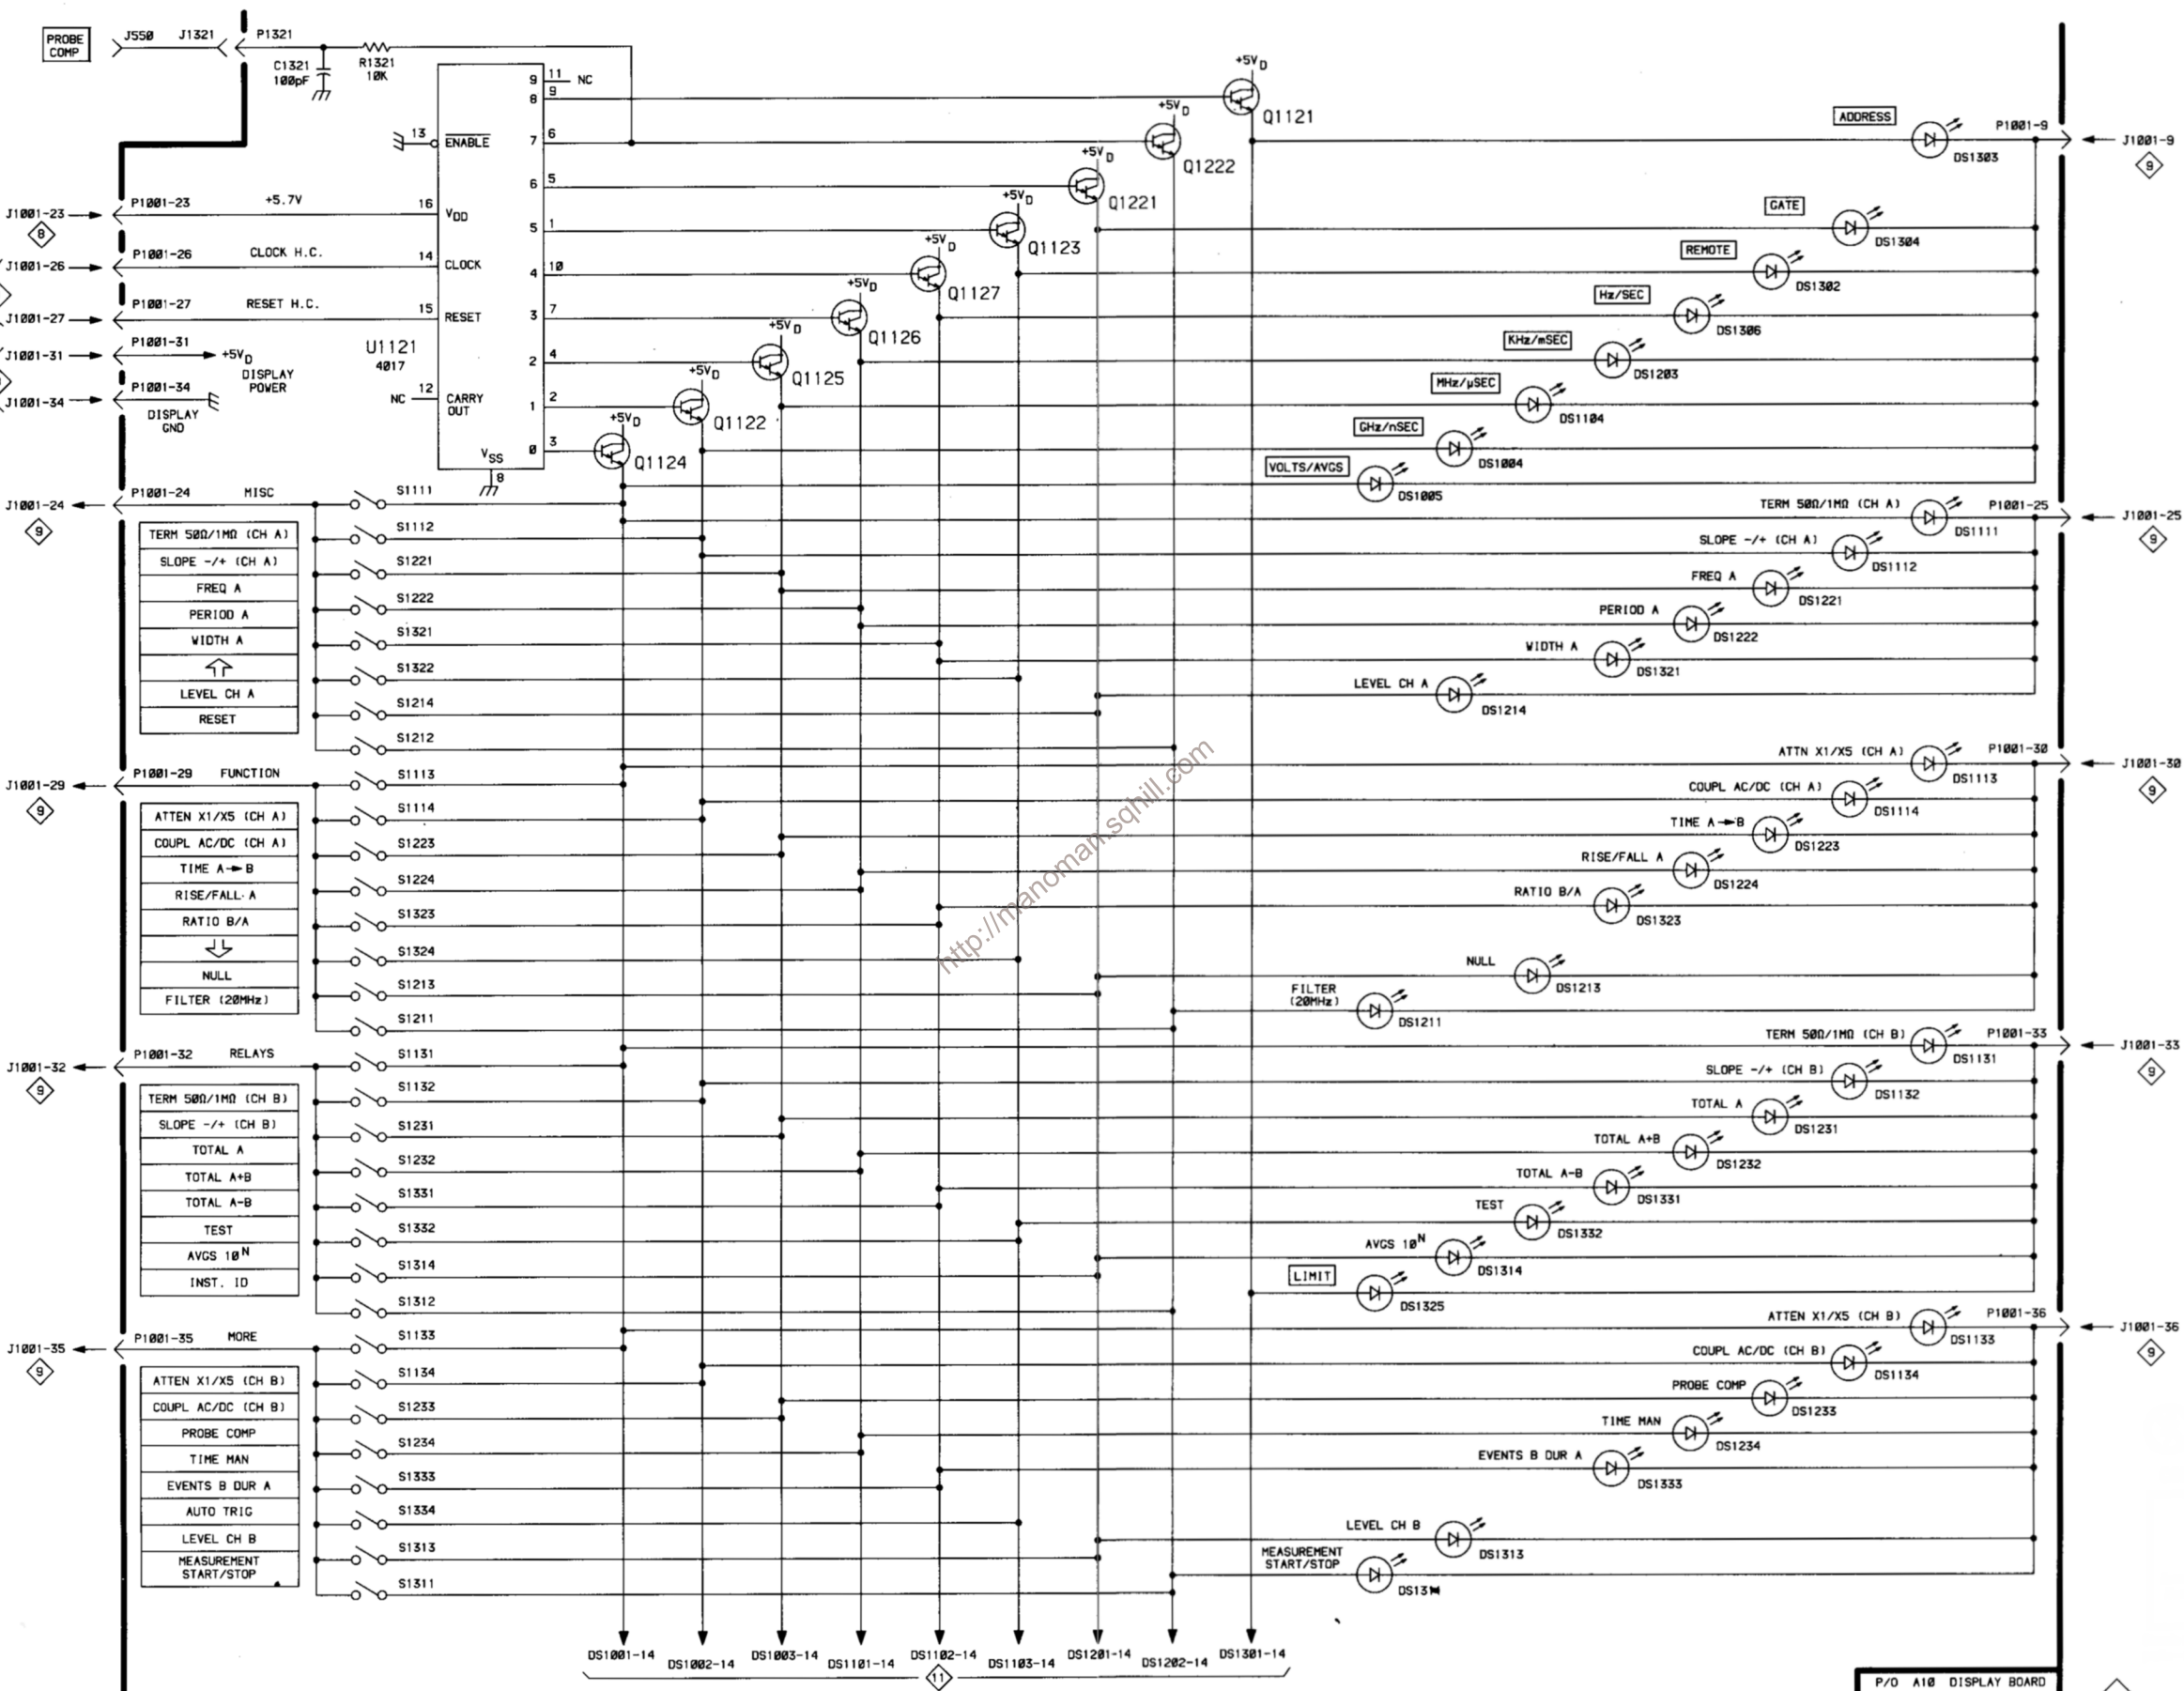 PROBE
COMP
J550
J1321
P1321
C1321
100pF
R1321
10K
9
11
NC
9
8
13
ENABLE
6
7
5
6
1
5
10
4
7
3
4
2
2
1
3
0
J1001-23
8
P1001-23
+5.7V
16
VDD
J1001-26
P1001-26
CLOCK H.C.
14
CLOCK
J1001-27
P1001-27
RESET H.C.
15
RESET
J1001-31
P1001-31
+5VD
DISPLAY
POWER
U1121
4017
J1001-34
P1001-34
DISPLAY
GND
NC
12
CARRY
OUT
VSS
8
+5VD
Q1121
+5VD
Q1222
+5VD
Q1221
+5VD
Q1123
+5VD
Q1127
+5VD
Q1126
+5VD
Q1125
+5VD
Q1122
+5VD
Q1124
ADDRESS
DS1303
P1001-9
J1001-9
9
GATE
DS1304
REMOTE
DS1302
Hz/SEC
DS1306
KHz/mSEC
DS1203
MHz/µSEC
DS1104
GHz/nSEC
DS1004
VOLTS/AVGS
DS1005
J1001-24
9
P1001-24
MISC
TERM 50Ω/1MΩ (CH A)
SLOPE -/+ (CH A)
FREQ A
PERIOD A
WIDTH A
⇧
LEVEL CH A
RESET
S1111
S1112
S1221
S1222
S1321
S1322
S1214
S1212
TERM 50Ω/1MΩ (CH A)
DS1111
P1001-25
J1001-25
9
SLOPE -/+ (CH A)
DS1112
FREQ A
DS1221
PERIOD A
DS1222
WIDTH A
DS1321
LEVEL CH A
DS1214
J1001-29
9
P1001-29
FUNCTION
ATTEN X1/X5 (CH A)
COUPL AC/DC (CH A)
TIME A→B
RISE/FALL A
RATIO B/A
⇩
NULL
FILTER (20MHz)
S1113
S1114
S1223
S1224
S1323
S1324
S1213
S1211
ATTN X1/X5 (CH A)
DS1113
P1001-30
J1001-30
9
COUPL AC/DC (CH A)
DS1114
TIME A→B
DS1223
RISE/FALL A
DS1224
RATIO B/A
DS1323
NULL
DS1213
FILTER
(20MHz)
DS1211
http://manoman.sqhill.com
J1001-32
9
P1001-32
RELAYS
TERM 50Ω/1MΩ (CH B)
SLOPE -/+ (CH B)
TOTAL A
TOTAL A+B
TOTAL A-B
TEST
AVGS 10N
INST. ID
S1131
S1132
S1231
S1232
S1331
S1332
S1314
S1312
TERM 50Ω/1MΩ (CH B)
DS1131
P1001-33
J1001-33
9
SLOPE -/+ (CH B)
DS1132
TOTAL A
DS1231
TOTAL A+B
DS1232
TOTAL A-B
DS1331
TEST
DS1332
AVGS 10N
DS1314
LIMIT
DS1325
J1001-35
9
P1001-35
MORE
ATTEN X1/X5 (CH B)
COUPL AC/DC (CH B)
PROBE COMP
TIME MAN
EVENTS B DUR A
AUTO TRIG
LEVEL CH B
MEASUREMENT
START/STOP
S1133
S1134
S1233
S1234
S1333
S1334
S1313
S1311
ATTEN X1/X5 (CH B)
DS1133
P1001-36
J1001-36
9
COUPL AC/DC (CH B)
DS1134
PROBE COMP
DS1233
TIME MAN
DS1234
EVENTS B DUR A
DS1333
LEVEL CH B
DS1313
MEASUREMENT
START/STOP
DS1001-14
DS1002-14
DS1003-14
DS1101-14
DS1102-14
DS1103-14
DS1201-14
DS1202-14
DS1301-14
11
P/O A10 DISPLAY BOARD